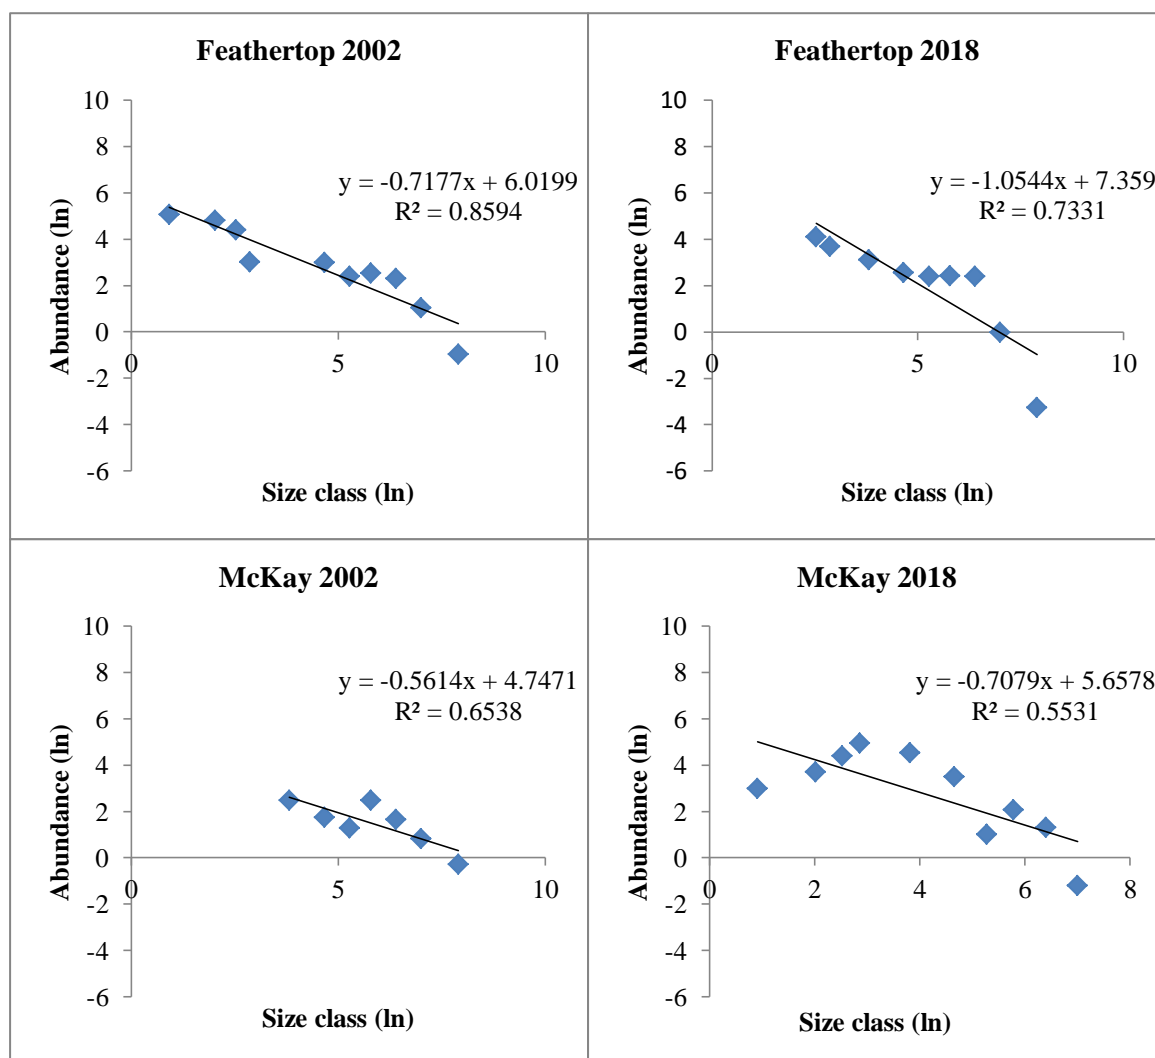 Feathertop 2002
10
8
6
4
2
0
-2
-4
-6
0
5
10
y = -0.7177x + 6.0199
R² = 0.8594
Abundance (ln)
Size class (ln)
Feathertop 2018
10
8
6
4
2
0
-2
-4
-6
0
5
10
y = -1.0544x + 7.359
R² = 0.7331
Abundance (ln)
Size class (ln)
McKay 2002
10
8
6
4
2
0
-2
-4
-6
0
5
10
y = -0.5614x + 4.7471
R² = 0.6538
Abundance (ln)
Size class (ln)
McKay 2018
10
8
6
4
2
0
-2
-4
-6
0
2
4
6
8
y = -0.7079x + 5.6578
R² = 0.5531
Abundance (ln)
Size class (ln)